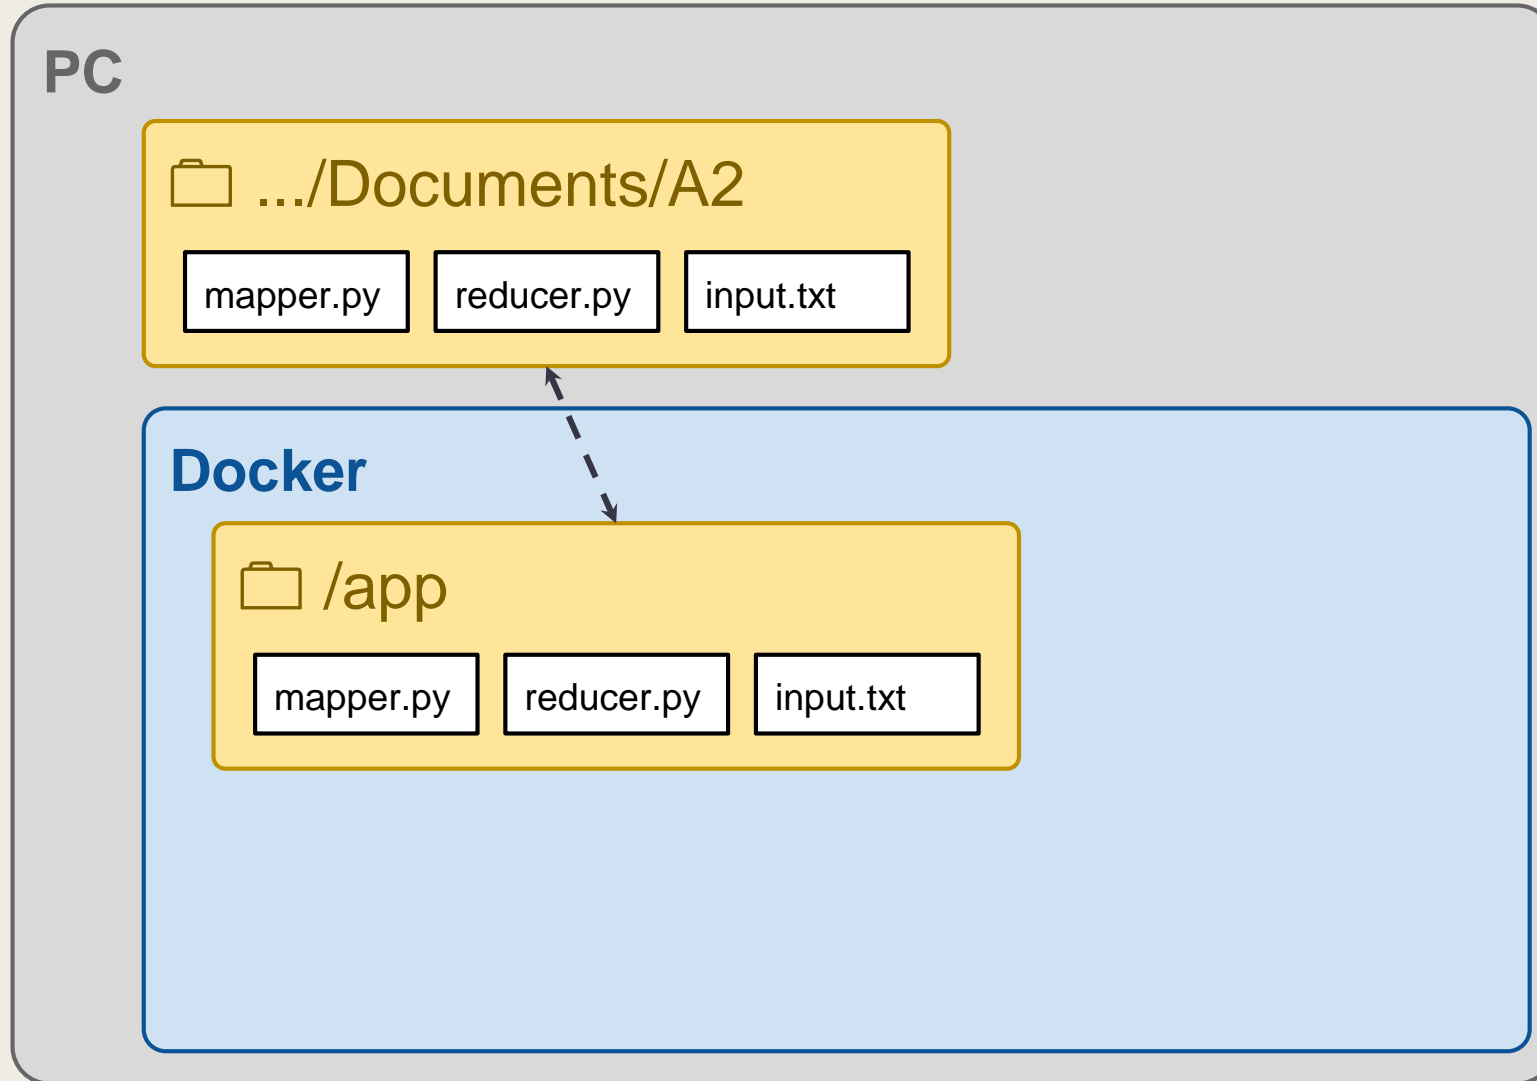 PC
.../Documents/A2
mapper.py reducer.py input.txt
Docker
/app
mapper.py reducer.py input.txt